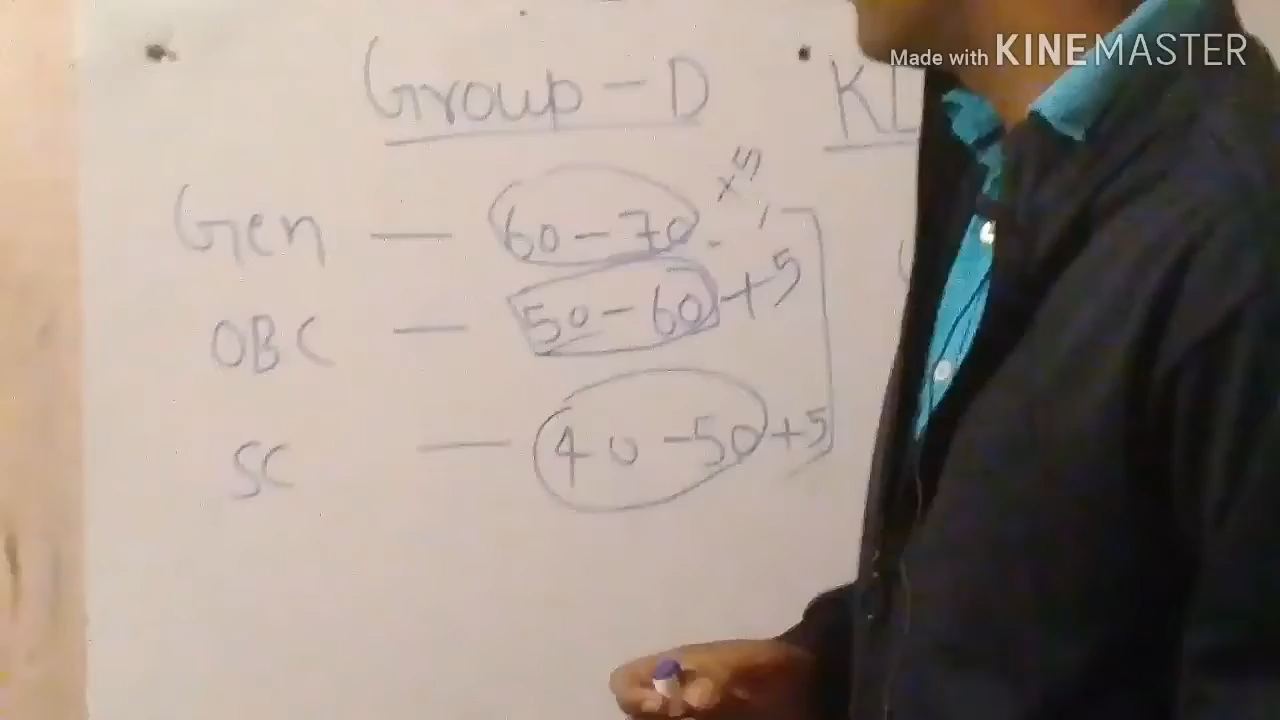 Made with KINEMASTER
Group - D
Gen — 60 - 70 +5
OBC — 50 - 60 +5
SC — 40 - 50 +5